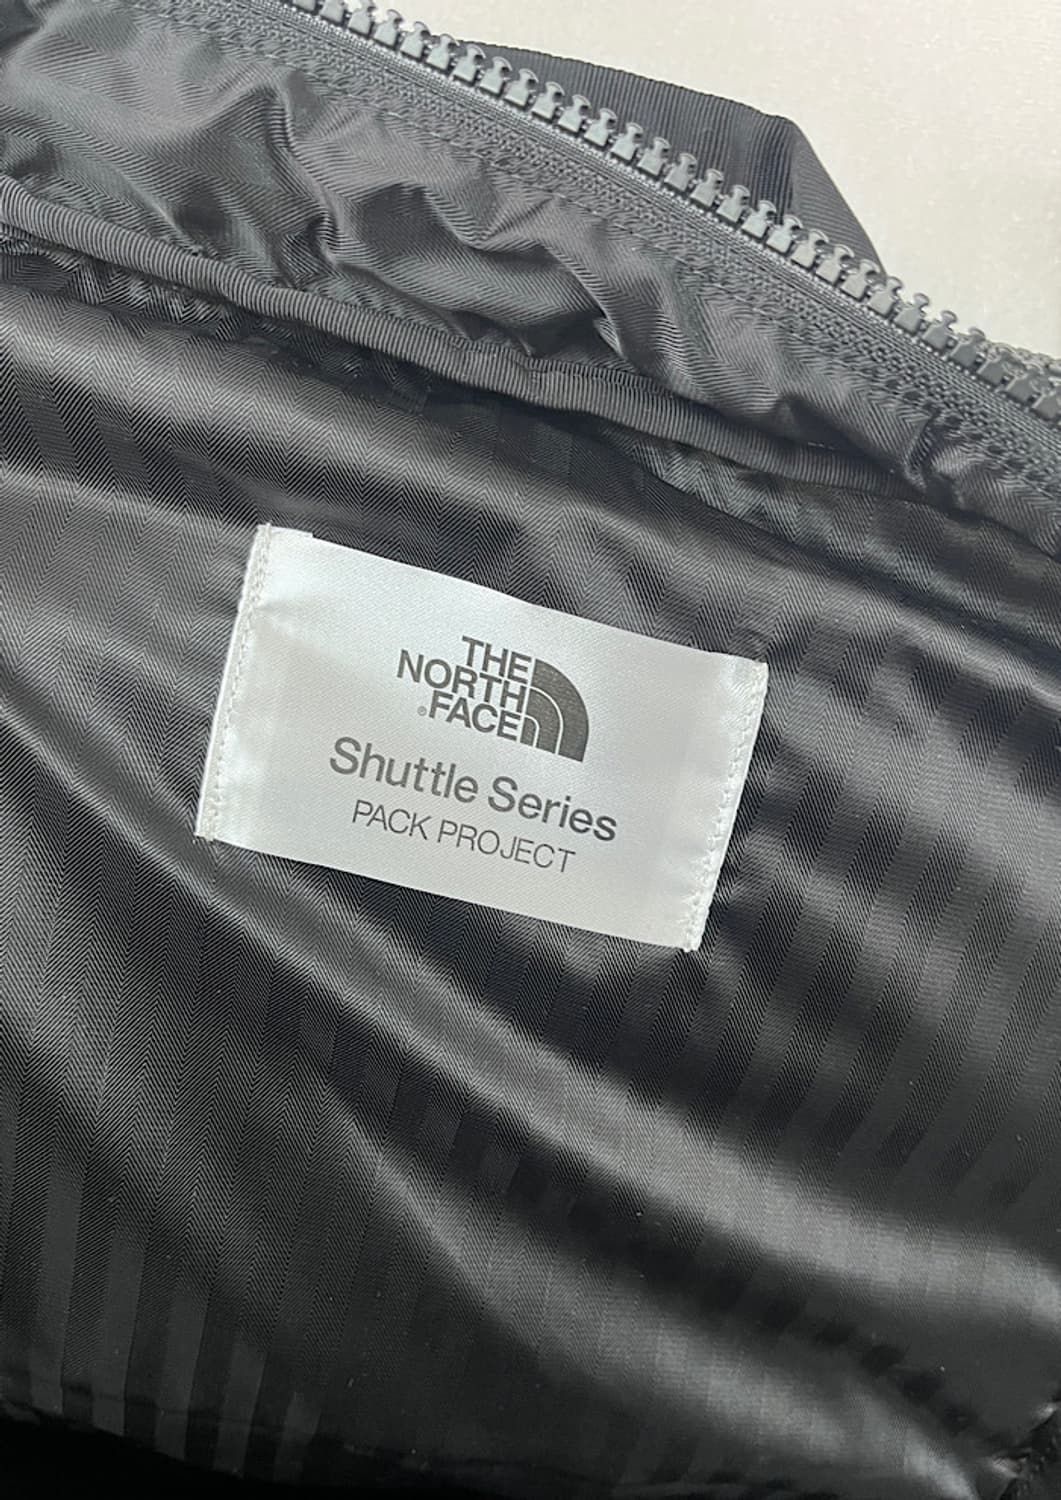 THE
NORTH
®FACE
Shuttle Series
PACK PROJECT